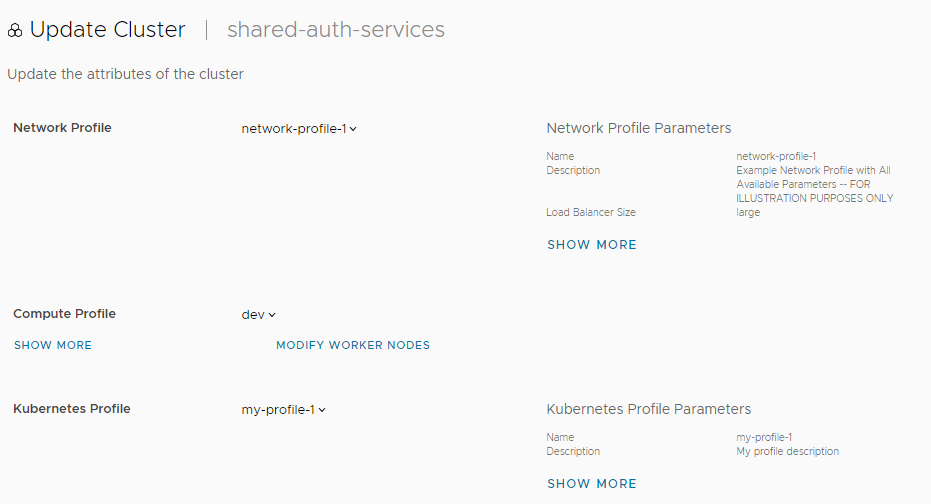 Update Cluster | shared-auth-services
Update the attributes of the cluster
Network Profile
network-profile-1
Network Profile Parameters
Name network-profile-1
Description Example Network Profile with All
Available Parameters -- FOR
ILLUSTRATION PURPOSES ONLY
Load Balancer Size large
SHOW MORE
Compute Profile
dev
SHOW MORE
MODIFY WORKER NODES
Kubernetes Profile
my-profile-1
Kubernetes Profile Parameters
Name my-profile-1
Description My profile description
SHOW MORE